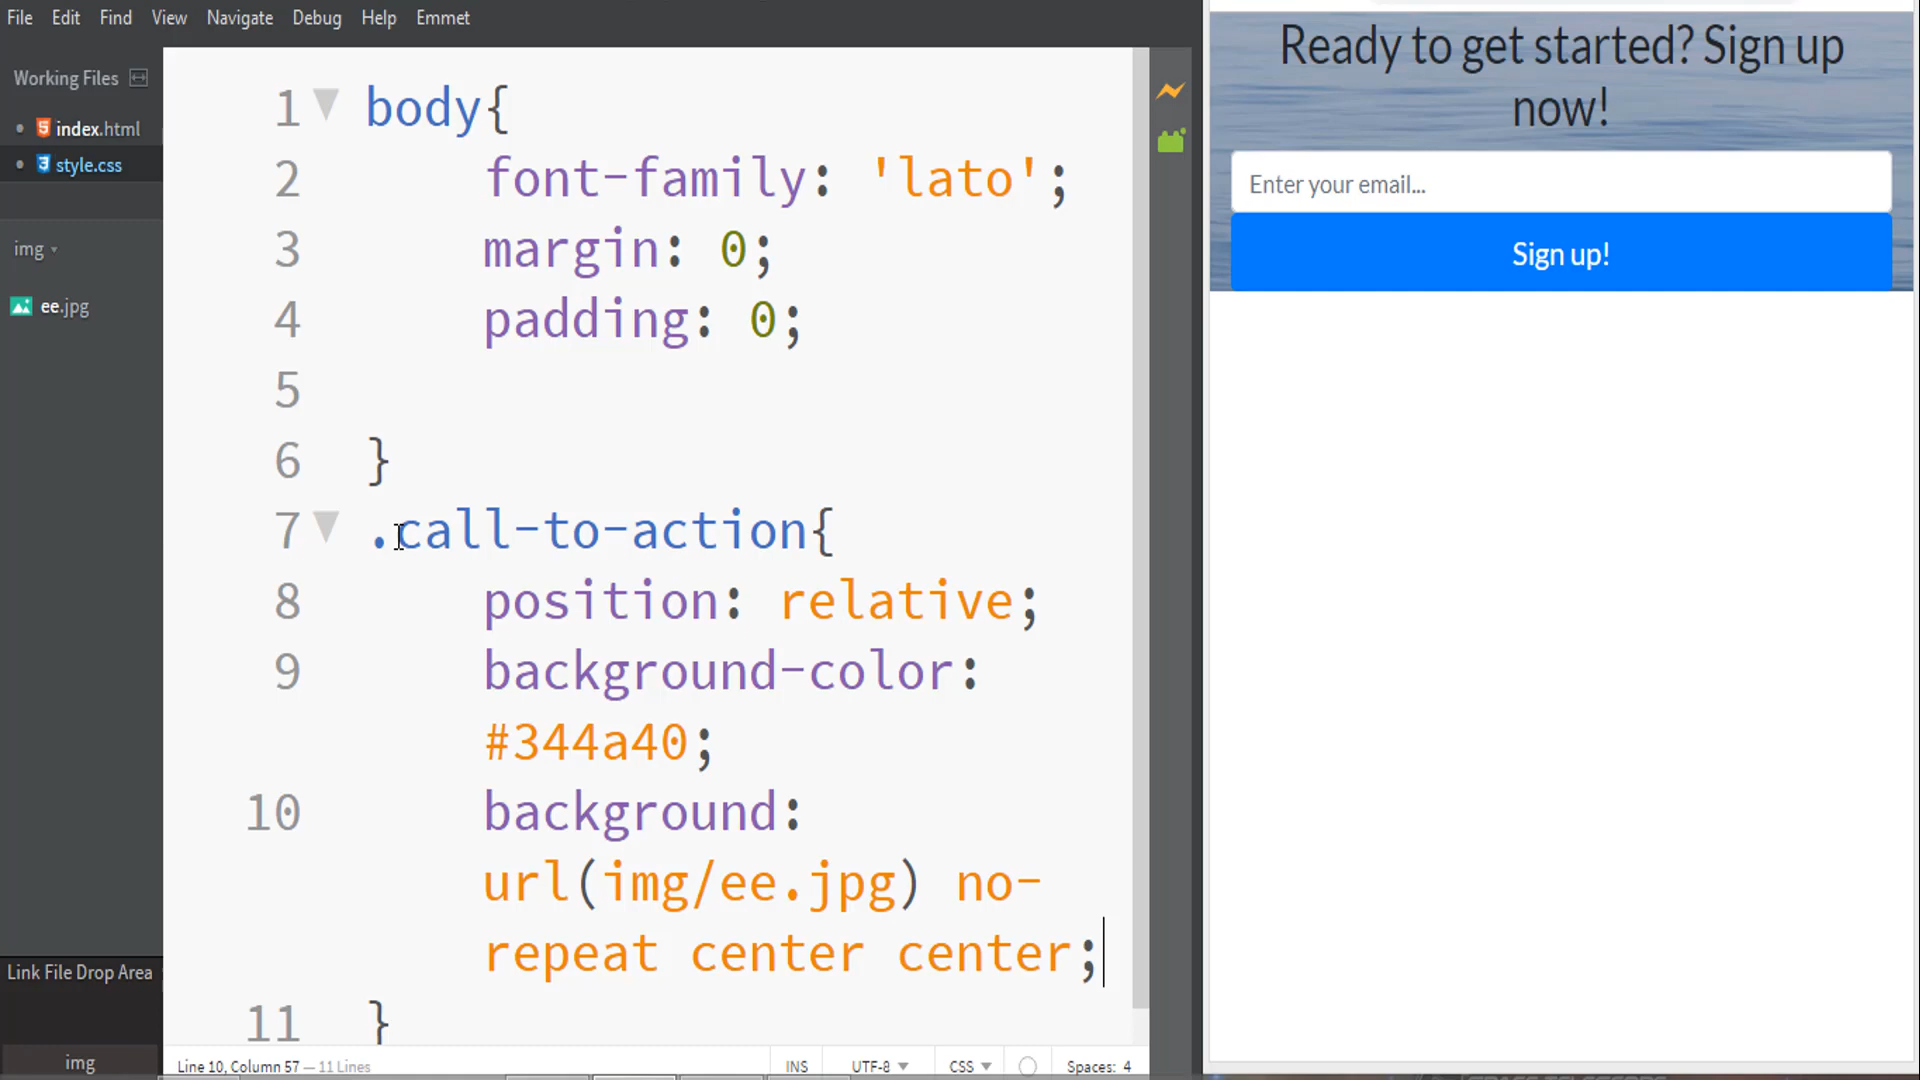 File Edit Find View Navigate Debug Help Emmet
Working Files
index.html
style.css
img
ee.jpg
Link File Drop Area
img
1 body{
2 font-family: 'lato';
3 margin: 0;
4 padding: 0;
5
6 }
7 .call-to-action{
8 position: relative;
9 background-color:
#344a40;
10 background:
url(img/ee.jpg) no-
repeat center center;
11 }
Line 10, Column 57 — 11 Lines
INS UTF-8 CSS Spaces: 4
Ready to get started? Sign up
now!
Enter your email...
Sign up!